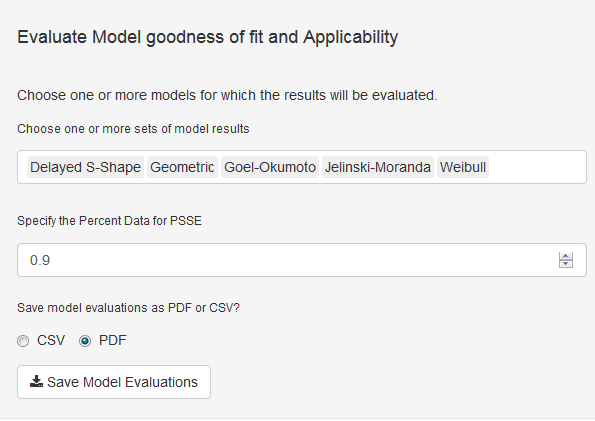 Evaluate Model goodness of fit and Applicability
Choose one or more models for which the results will be evaluated.
Choose one or more sets of model results
Delayed S-Shape Geometric Goel-Okumoto Jelinski-Moranda Weibull
Specify the Percent Data for PSSE
0.9
Save model evaluations as PDF or CSV?
CSV PDF
Save Model Evaluations